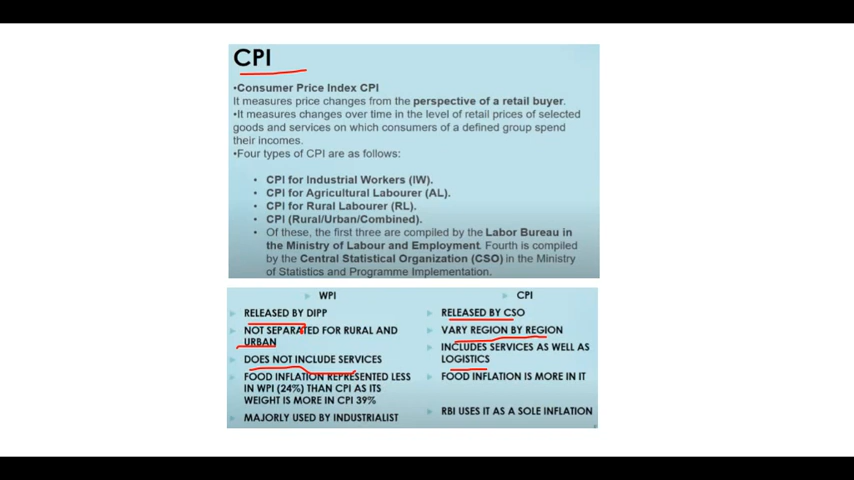 CPI
•Consumer Price Index CPI
It measures price changes from the perspective of a retail buyer.
•It measures changes over time in the level of retail prices of selected
goods and services on which consumers of a defined group spend
their incomes.
•Four types of CPI are as follows:
• CPI for Industrial Workers (IW).
• CPI for Agricultural Labourer (AL).
• CPI for Rural Labourer (RL).
• CPI (Rural/Urban/Combined).
• Of these, the first three are compiled by the Labor Bureau in
the Ministry of Labour and Employment. Fourth is compiled
by the Central Statistical Organization (CSO) in the Ministry
of Statistics and Programme Implementation.
WPI
RELEASED BY DIPP
NOT SEPARATED FOR RURAL AND
URBAN
DOES NOT INCLUDE SERVICES
FOOD INFLATION REPRESENTED LESS
IN WPI (24%) THAN CPI AS ITS
WEIGHT IS MORE IN CPI 39%
MAJORLY USED BY INDUSTRIALIST
CPI
RELEASED BY CSO
VARY REGION BY REGION
INCLUDES SERVICES AS WELL AS
LOGISTICS
FOOD INFLATION IS MORE IN IT
RBI USES IT AS A SOLE INFLATION